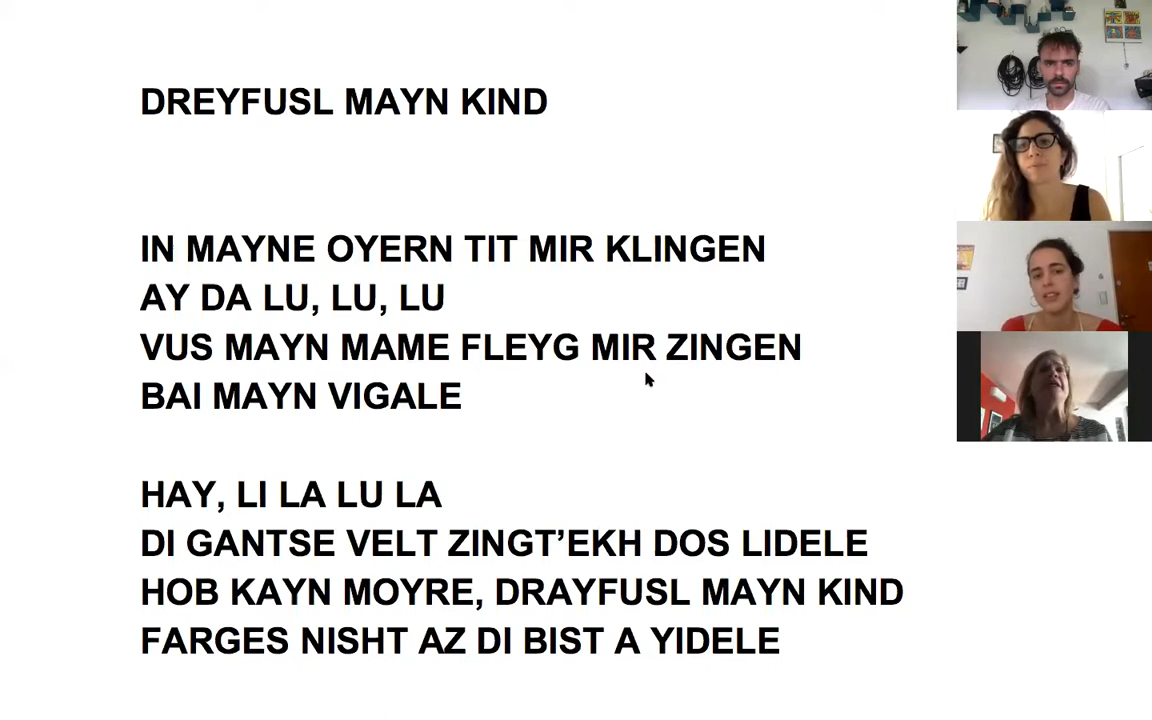 DREYFUSL MAYN KIND
IN MAYNE OYERN TIT MIR KLINGEN
AY DA LU, LU, LU
VUS MAYN MAME FLEYG MIR ZINGEN
BAI MAYN VIGALE
HAY, LI LA LU LA
DI GANTSE VELT ZINGT’EKH DOS LIDELE
HOB KAYN MOYRE, DRAYFUSL MAYN KIND
FARGES NISHT AZ DI BIST A YIDELE